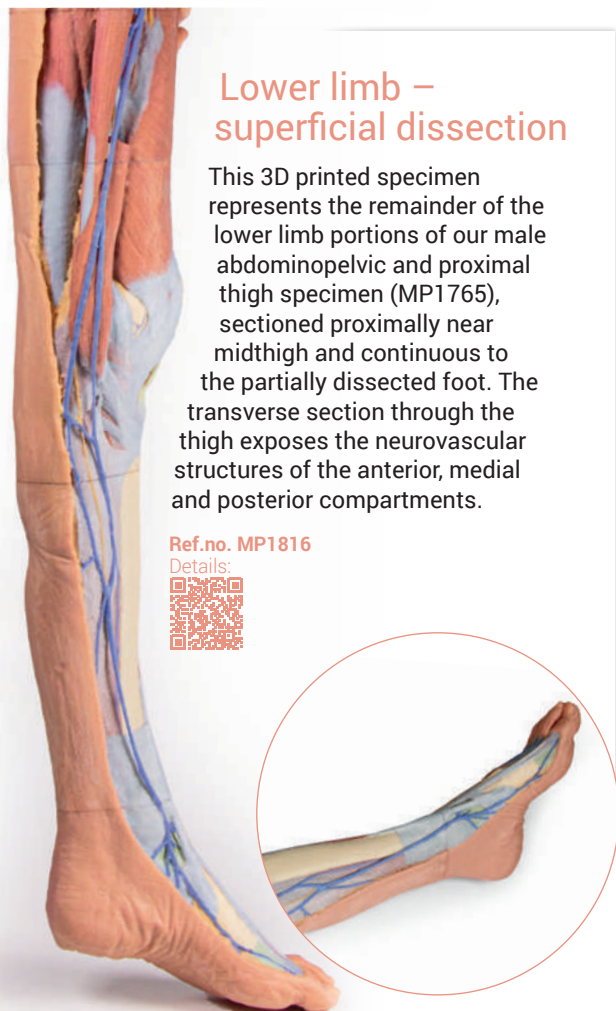 Lower limb –
superficial dissection
This 3D printed specimen
represents the remainder of the
lower limb portions of our male
abdominopelvic and proximal
thigh specimen (MP1765),
sectioned proximally near
midthigh and continuous to
the partially dissected foot. The
transverse section through the
thigh exposes the neurovascular
structures of the anterior, medial
and posterior compartments.
Ref.no. MP1816
Details: